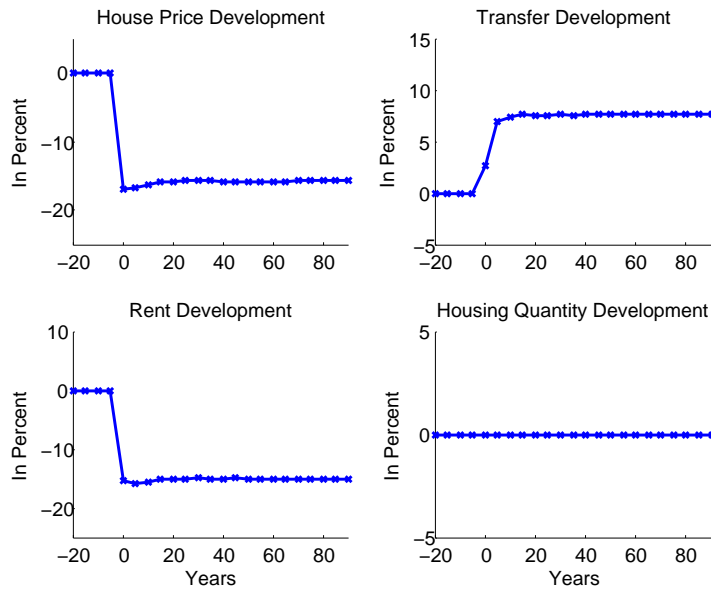 House Price Development
0
−10
−20
In Percent
−20 0 20 40 60 80
Transfer Development
15
10
5
0
−5
In Percent
−20 0 20 40 60 80
Rent Development
10
0
−10
−20
In Percent
−20 0 20 40 60 80
Years
Housing Quantity Development
5
0
−5
In Percent
−20 0 20 40 60 80
Years